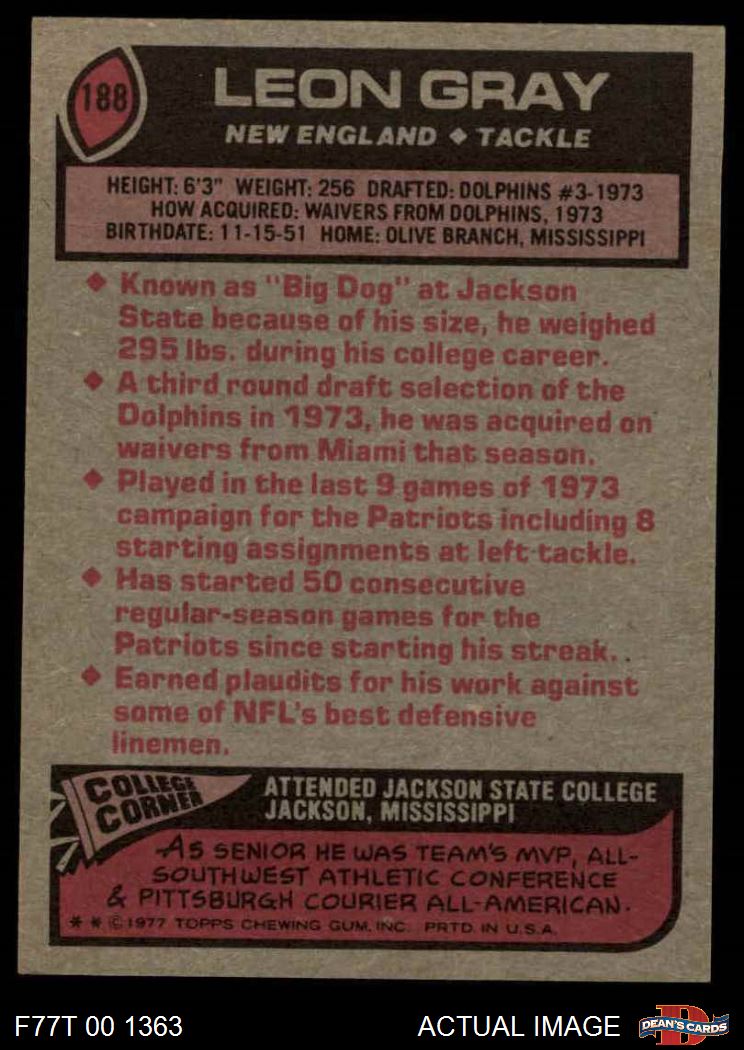 188
LEON GRAY
NEW ENGLAND ◆ TACKLE
HEIGHT: 6'3" WEIGHT: 256 DRAFTED: DOLPHINS #3-1973
HOW ACQUIRED: WAIVERS FROM DOLPHINS, 1973
BIRTHDATE: 11-15-51 HOME: OLIVE BRANCH, MISSISSIPPI
◆ Known as "Big Dog" at Jackson
State because of his size, he weighed
295 lbs. during his college career.
◆ A third round draft selection of the
Dolphins in 1973, he was acquired on
waivers from Miami that season.
◆ Played in the last 9 games of 1973
campaign for the Patriots including 8
starting assignments at left tackle.
◆ Has started 50 consecutive
regular-season games for the
Patriots since starting his streak..
◆ Earned plaudits for his work against
some of NFL's best defensive
linemen.
COLLEGE
CORNER
ATTENDED JACKSON STATE COLLEGE
JACKSON, MISSISSIPPI
AS SENIOR HE WAS TEAM'S MVP, ALL-
SOUTHWEST ATHLETIC CONFERENCE
& PITTSBURGH COURIER ALL-AMERICAN.
* * © 1977 TOPPS CHEWING GUM, INC. PRTD. IN U.S.A.
F77T 00 1363
ACTUAL IMAGE
D
DEAN'S CARDS